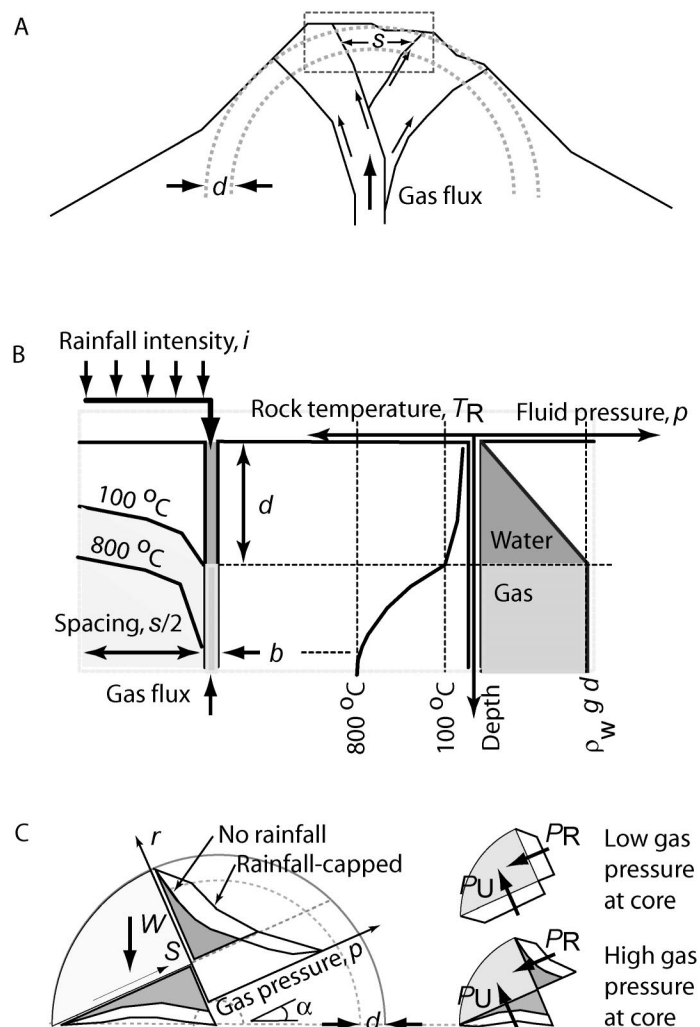 A
s
d
Gas flux
B
Rainfall intensity, i
Rock temperature, TR
Fluid pressure, p
100 °C
800 °C
d
Water
Gas
Spacing, s/2
b
Gas flux
800 °C
100 °C
Depth
ρw g d
C
r
No rainfall
Rainfall-capped
W
S
Gas pressure, p
α
d
PR
PU
Low gas
pressure
at core
PR
PU
High gas
pressure
at core